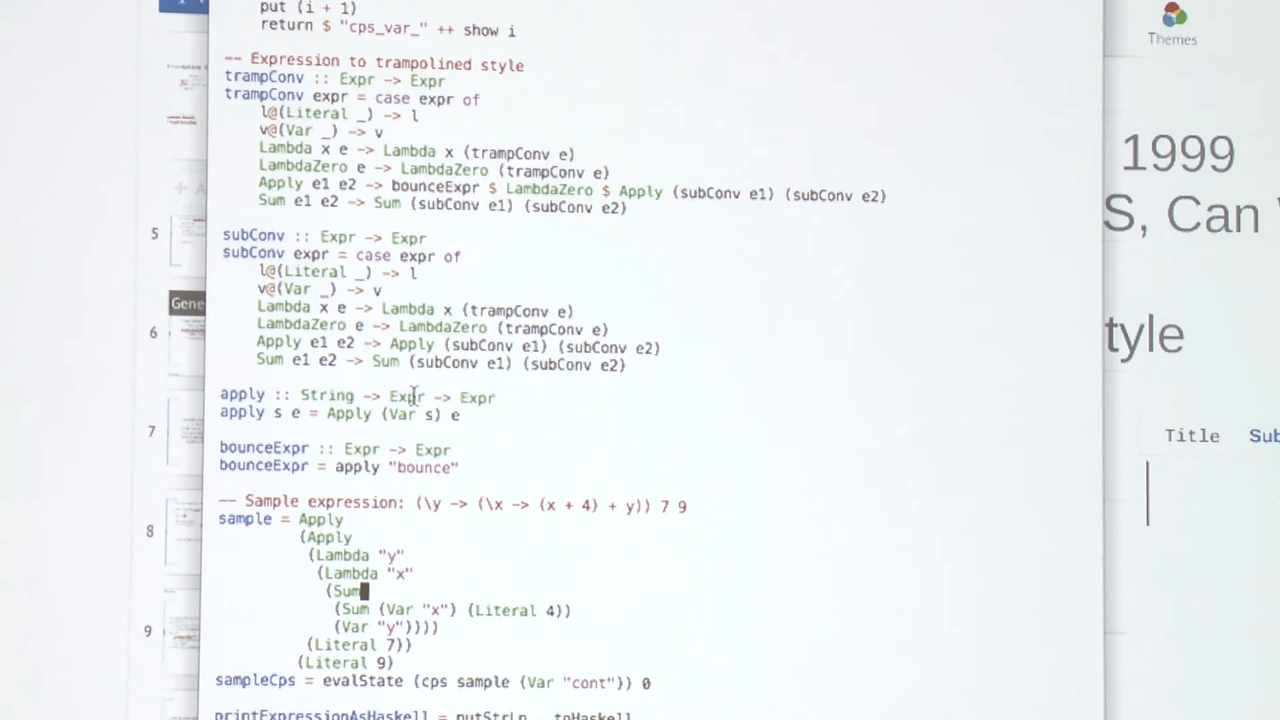 put (i + 1)
return $ "cps_var_" ++ show i
-- Expression to trampolined style
trampConv :: Expr -> Expr
trampConv expr = case expr of
l@(Literal _) -> l
v@(Var _) -> v
Lambda x e -> Lambda x (trampConv e)
LambdaZero e -> LambdaZero (trampConv e)
Apply e1 e2 -> bounceExpr $ LambdaZero $ Apply (subConv e1) (subConv e2)
Sum e1 e2 -> Sum (subConv e1) (subConv e2)
subConv :: Expr -> Expr
subConv expr = case expr of
l@(Literal _) -> l
v@(Var _) -> v
Lambda x e -> Lambda x (trampConv e)
LambdaZero e -> LambdaZero (trampConv e)
Apply e1 e2 -> Apply (subConv e1) (subConv e2)
Sum e1 e2 -> Sum (subConv e1) (subConv e2)
apply :: String -> Expr -> Expr
apply s e = Apply (Var s) e
bounceExpr :: Expr -> Expr
bounceExpr = apply "bounce"
-- Sample expression: (\y -> (\x -> (x + 4) + y)) 7 9
sample = Apply
(Apply
(Lambda "y"
(Lambda "x"
(Sum
(Sum (Var "x") (Literal 4))
(Var "y"))))
(Literal 7))
(Literal 9)
sampleCps = evalState (cps sample (Var "cont")) 0
printExpressionAsHaskell = putStrLn . toHaskell
5
Gene
6
7
8
9
Themes
1999
S, Can
tyle
Title Sub